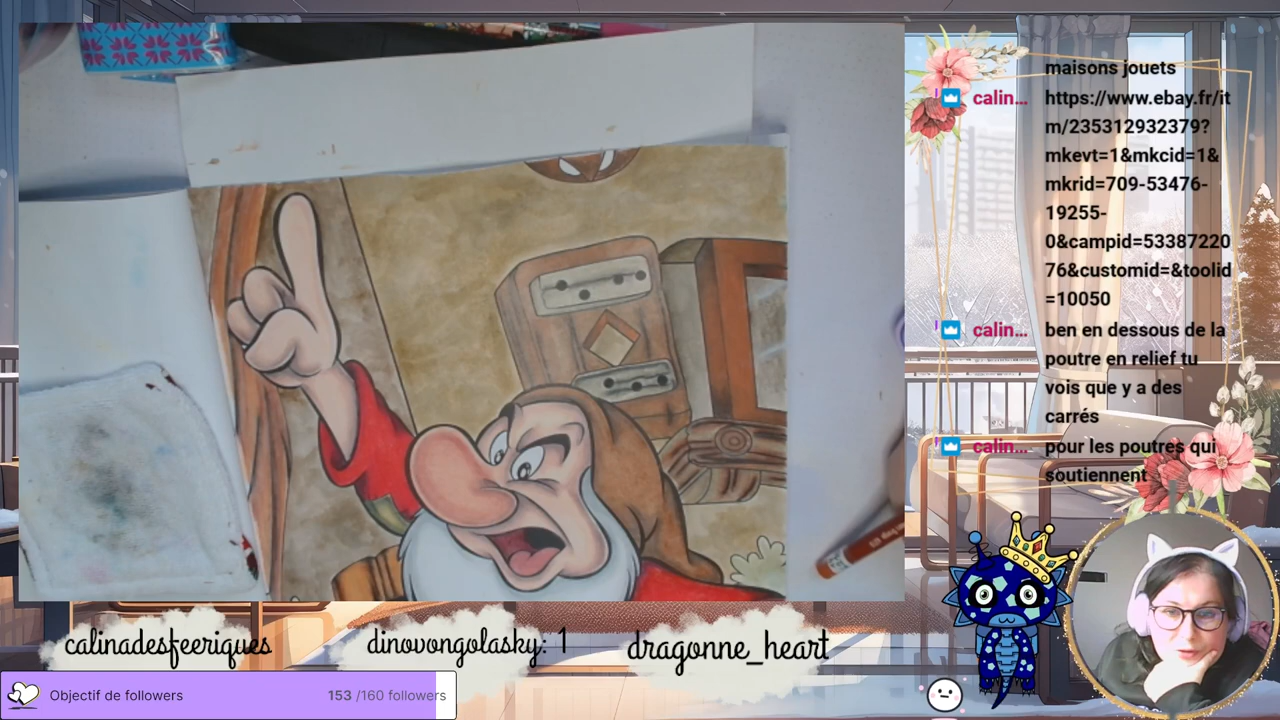 maisons jouets
calin... https://www.ebay.fr/it
m/235312932379?
mkevt=1&mkcid=1&
mkrid=709-53476-
19255-
0&campid=53387220
76&customid=&toolid
=10050
calin... ben en dessous de la
poutre en relief tu
vois que y a des
carrés
calin... pour les poutres qui
soutiennent
calinadesfeeriques
dinovongolasky: 1
dragonne_heart
Objectif de followers
153 /160 followers